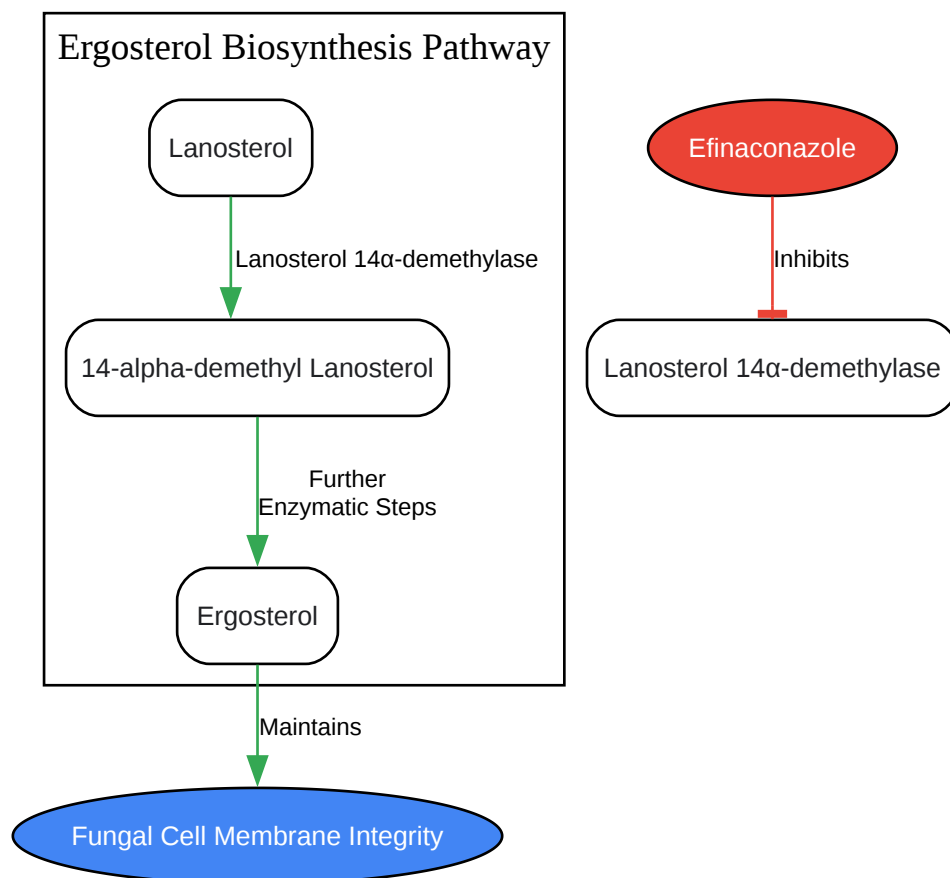 Ergosterol Biosynthesis Pathway
Lanosterol
Efinaconazole
Lanosterol 14α-demethylase
Inhibits
14-alpha-demethyl Lanosterol
Lanosterol 14α-demethylase
Further
Enzymatic Steps
Ergosterol
Maintains
Fungal Cell Membrane Integrity